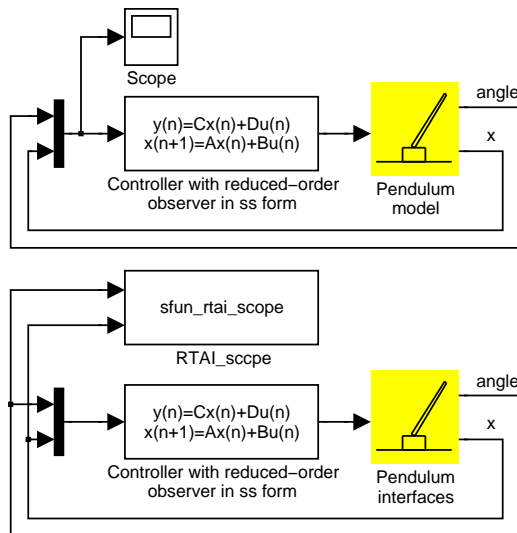 Scope
angle
y(n)=Cx(n)+Du(n)
x(n+1)=Ax(n)+Bu(n)
x
Controller with reduced−order
observer in ss form
Pendulum
model
sfun_rtai_scope
RTAI_sccpe
angle
y(n)=Cx(n)+Du(n)
x(n+1)=Ax(n)+Bu(n)
x
Controller with reduced−order
observer in ss form
Pendulum
interfaces